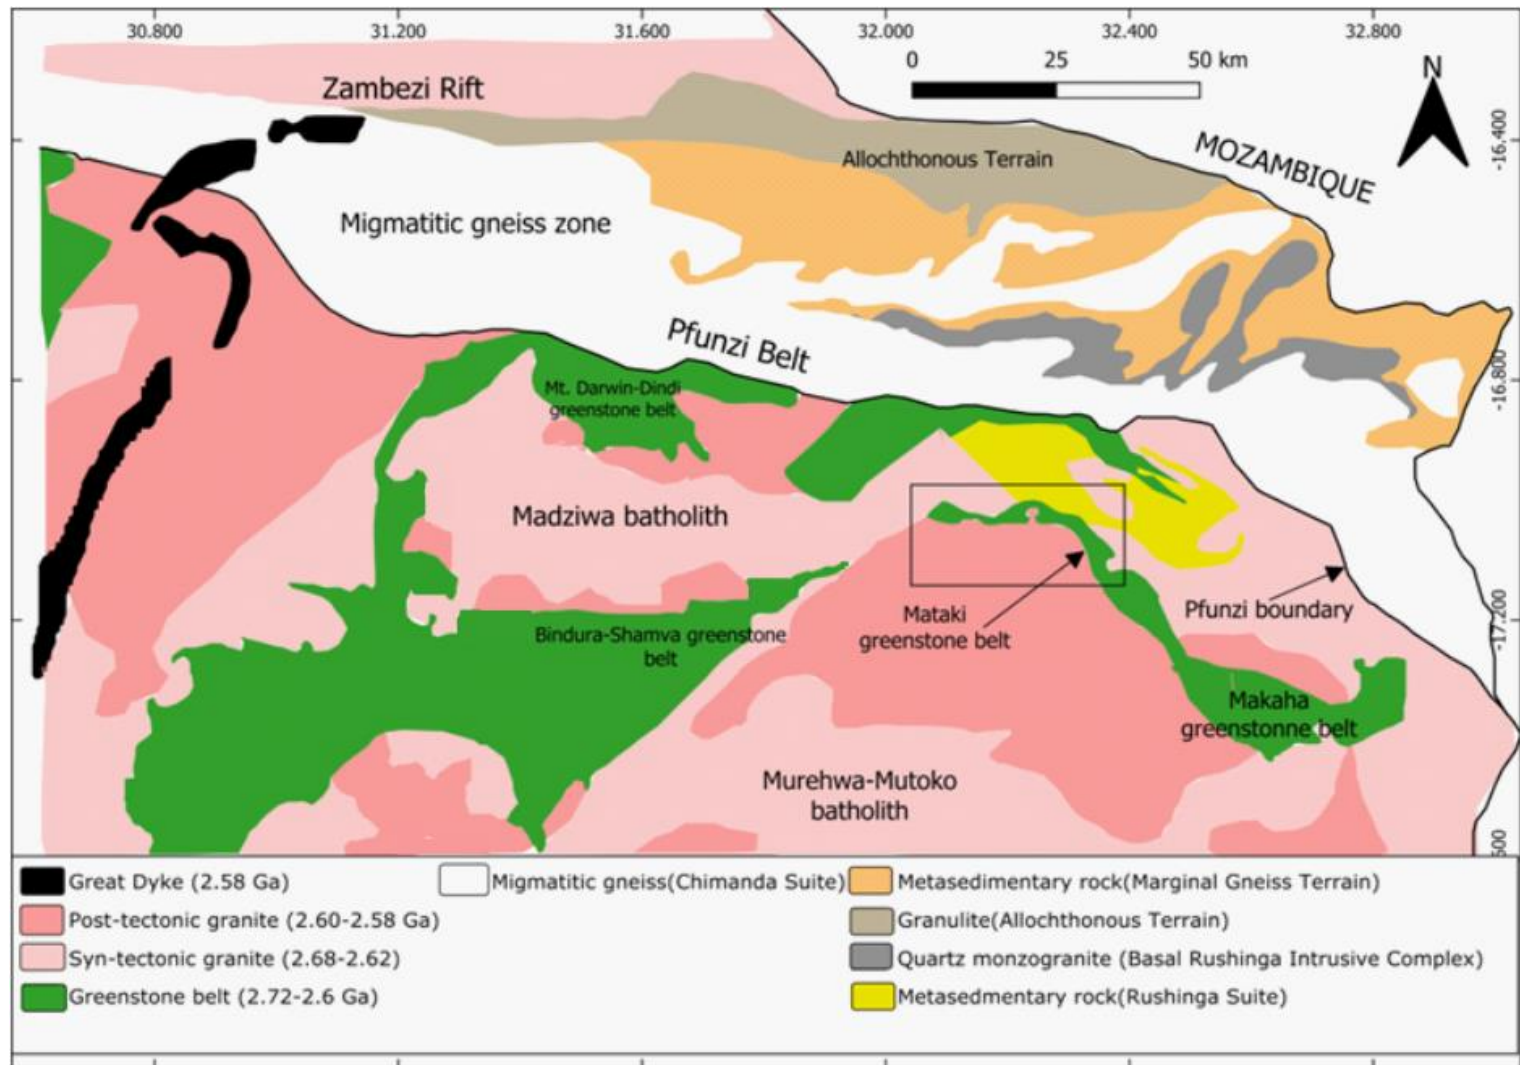 30.800
31.200
31.600
32.000
32.400
32.800
0
25
50 km
N
Zambezi Rift
MOZAMBIQUE
-16.400
Allochthonous Terrain
Migmatitic gneiss zone
Pfunzi Belt
-16.800
Mt. Darwin-Dindi
greenstone belt
Madziwa batholith
Mataki
greenstone belt
Pfunzi boundary
-17.200
Bindura-Shamva greenstone
belt
Makaha
greenstonne belt
Murehwa-Mutoko
batholith
Great Dyke (2.58 Ga)
Post-tectonic granite (2.60-2.58 Ga)
Syn-tectonic granite (2.68-2.62)
Greenstone belt (2.72-2.6 Ga)
Migmatitic gneiss(Chimanda Suite)
Metasedimentary rock(Marginal Gneiss Terrain)
Granulite(Allochthonous Terrain)
Quartz monzogranite (Basal Rushinga Intrusive Complex)
Metasedmentary rock(Rushinga Suite)